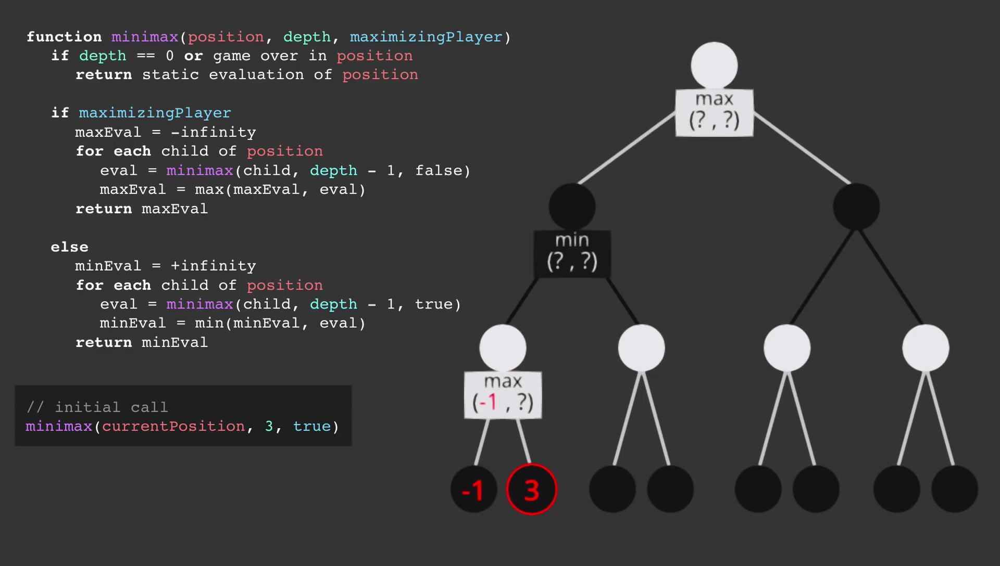 function minimax(position, depth, maximizingPlayer)
if depth == 0 or game over in position
return static evaluation of position
if maximizingPlayer
maxEval = -infinity
for each child of position
eval = minimax(child, depth - 1, false)
maxEval = max(maxEval, eval)
return maxEval
else
minEval = +infinity
for each child of position
eval = minimax(child, depth - 1, true)
minEval = min(minEval, eval)
return minEval
// initial call
minimax(currentPosition, 3, true)
max
(? , ?)
min
(? , ?)
max
(-1 , ?)
-1
3